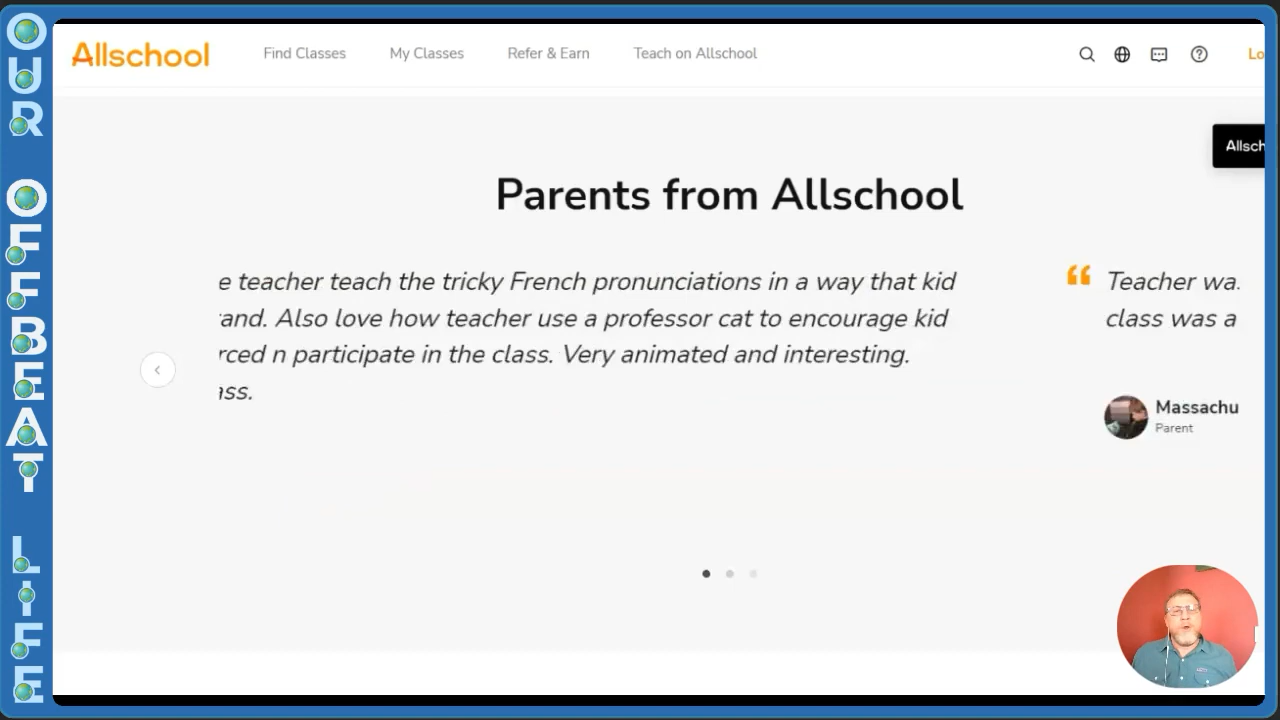 OUR OFFBEAT LIFE
Allschool
Find Classes
My Classes
Refer & Earn
Teach on Allschool
Parents from Allschool
e teacher teach the tricky French pronunciations in a way that kid
and. Also love how teacher use a professor cat to encourage kid
rced n participate in the class. Very animated and interesting.
ass.
Teacher wa
class was a
Massachu
Parent